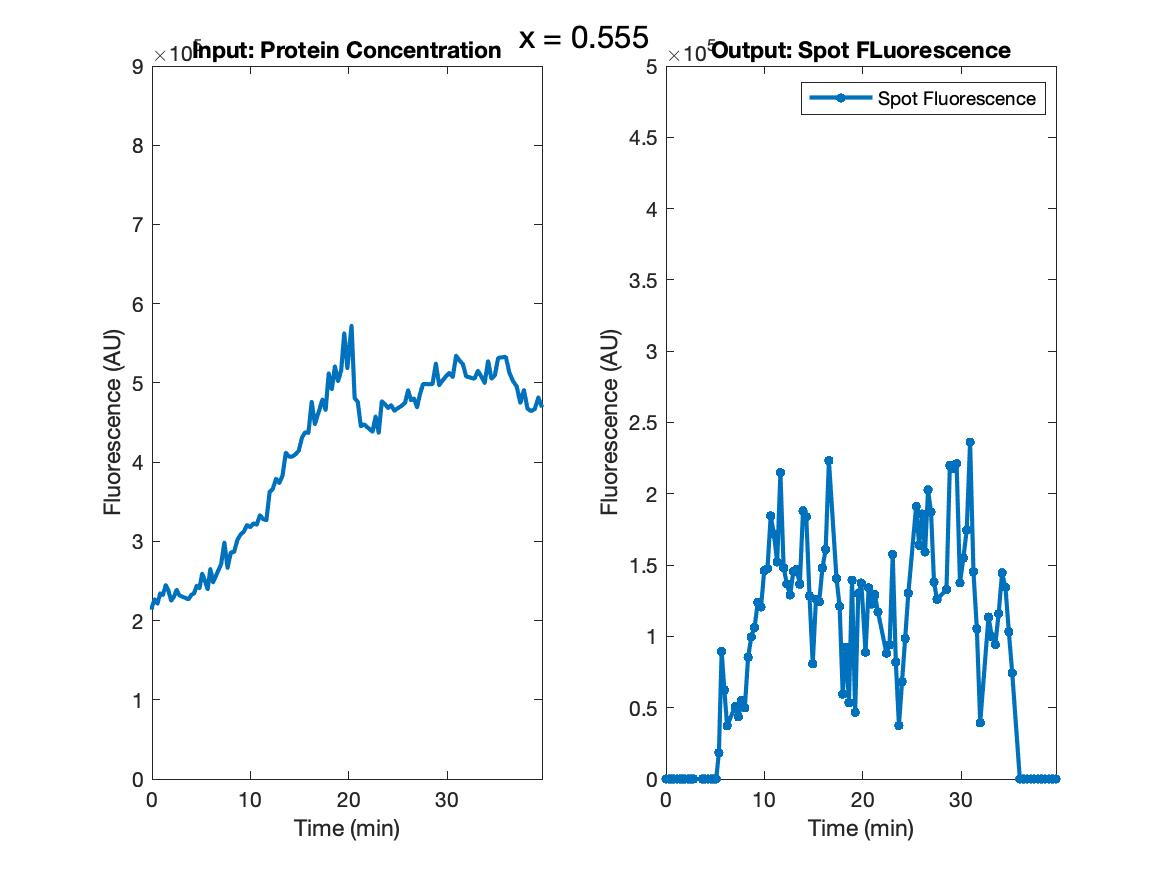 x = 0.555
×10⁵
Input: Protein Concentration
9
8
7
6
5
4
3
2
1
0
Fluorescence (AU)
0 10 20 30
Time (min)
×10⁵
Output: Spot FLuorescence
Spot Fluorescence
5
4.5
4
3.5
3
2.5
2
1.5
1
0.5
0
Fluorescence (AU)
0 10 20 30
Time (min)